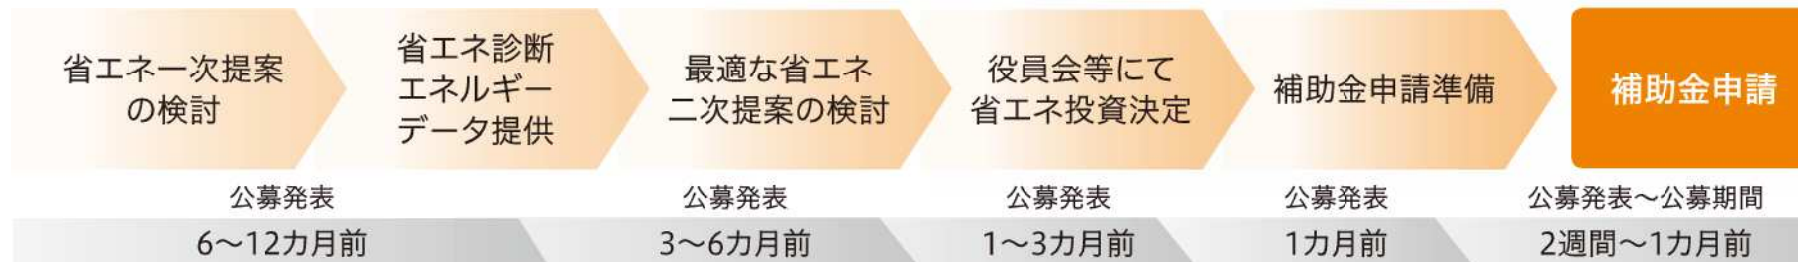 省エネ一次提案
の検討
省エネ診断
エネルギー
データ提供
最適な省エネ
二次提案の検討
役員会等にて
省エネ投資決定
補助金申請準備
補助金申請
公募発表
公募発表
公募発表
公募発表
公募発表〜公募期間
6〜12カ月前
3〜6カ月前
1〜3カ月前
1カ月前
2週間〜1カ月前